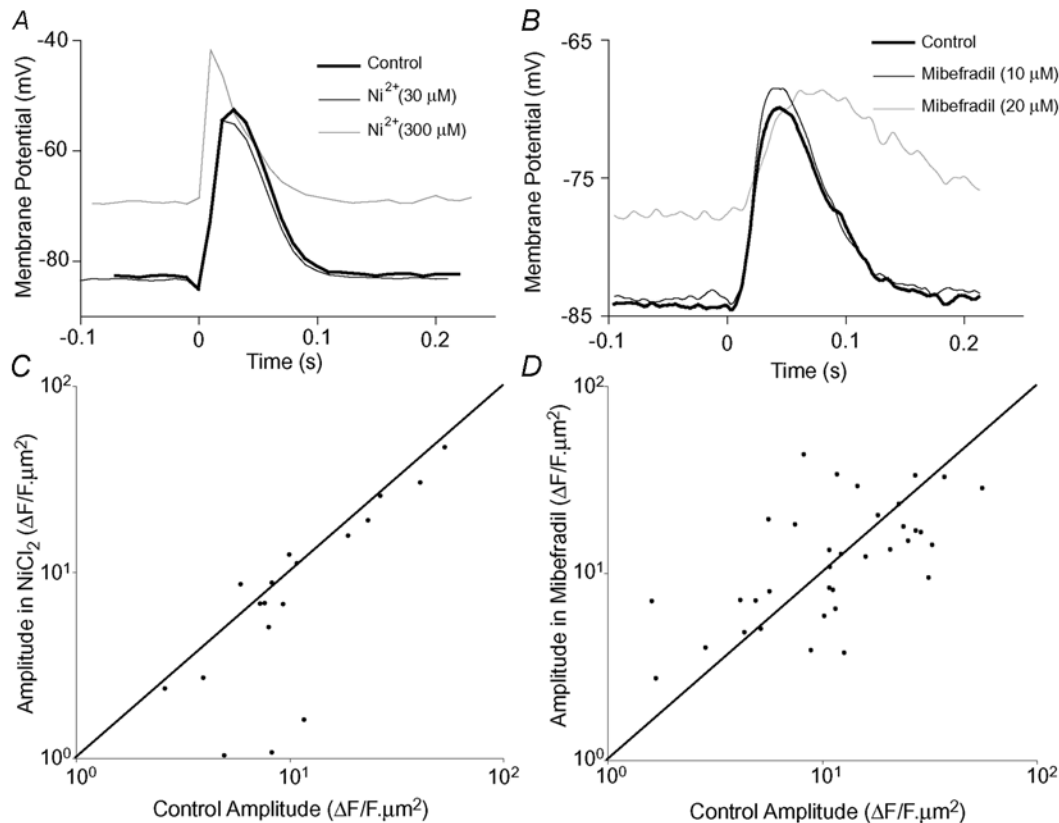 A
Membrane Potential (mV)
-40
-60
-80
-0.1
0
0.1
0.2
Time (s)
Control
Ni²⁺(30 μM)
Ni²⁺(300 μM)
B
Membrane Potential (mV)
-65
-75
-85
-0.1
0
0.1
0.2
Time (s)
Control
Mibefradil (10 μM)
Mibefradil (20 μM)
C
Amplitude in NiCl₂ (ΔF/F.μm²)
10²
10¹
10⁰
10⁰
10¹
10²
Control Amplitude (ΔF/F.μm²)
D
Amplitude in Mibefradil (ΔF/F.μm²)
10²
10¹
10⁰
10⁰
10¹
10²
Control Amplitude (ΔF/F.μm²)